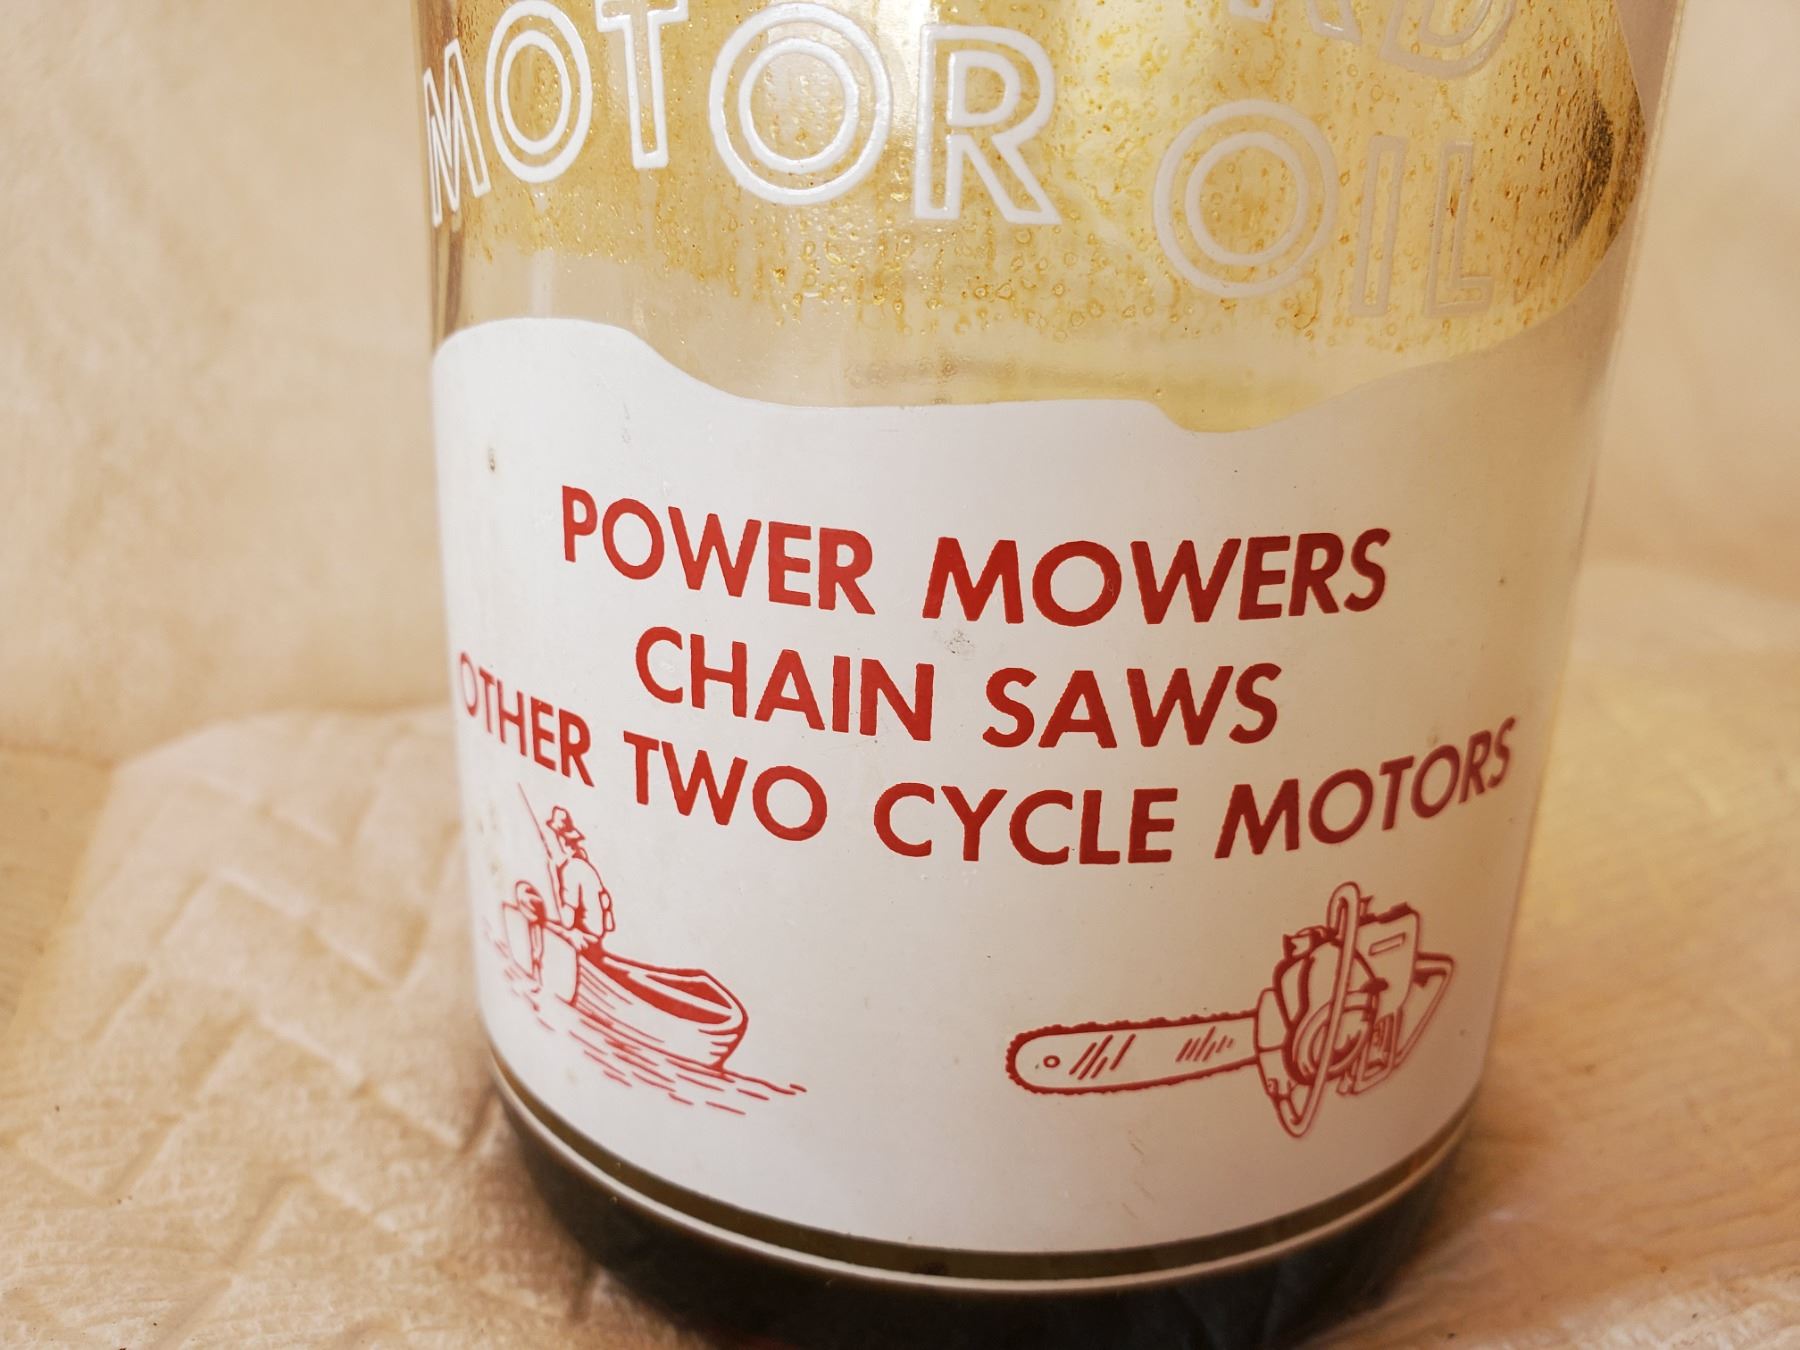 MOTOR OIL
POWER MOWERS
CHAIN SAWS
OTHER TWO CYCLE MOTORS